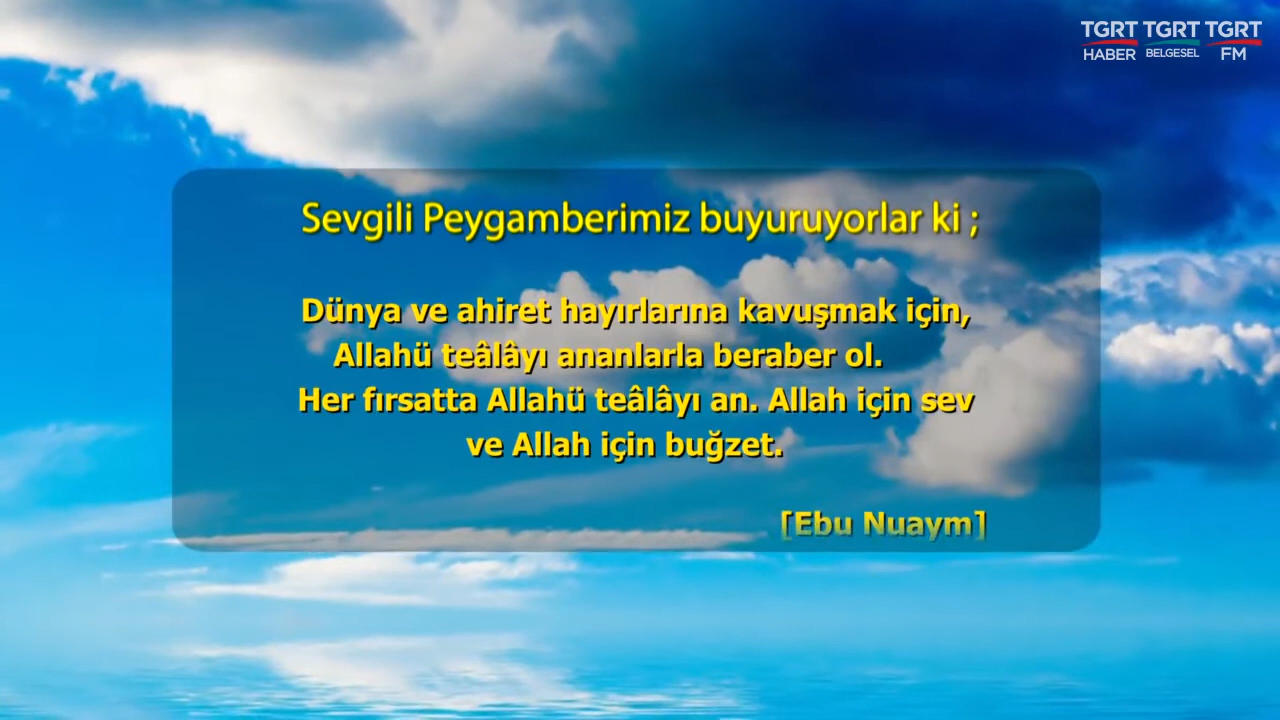 TGRT TGRT TGRT
HABER BELGESEL FM
Sevgili Peygamberimiz buyuruyorlar ki ;
Dünya ve ahiret hayırlarına kavuşmak için,
Allahü teâlâyı ananlarla beraber ol.
Her fırsatta Allahü teâlâyı an. Allah için sev
ve Allah için buğzet.
[Ebu Nuaym]